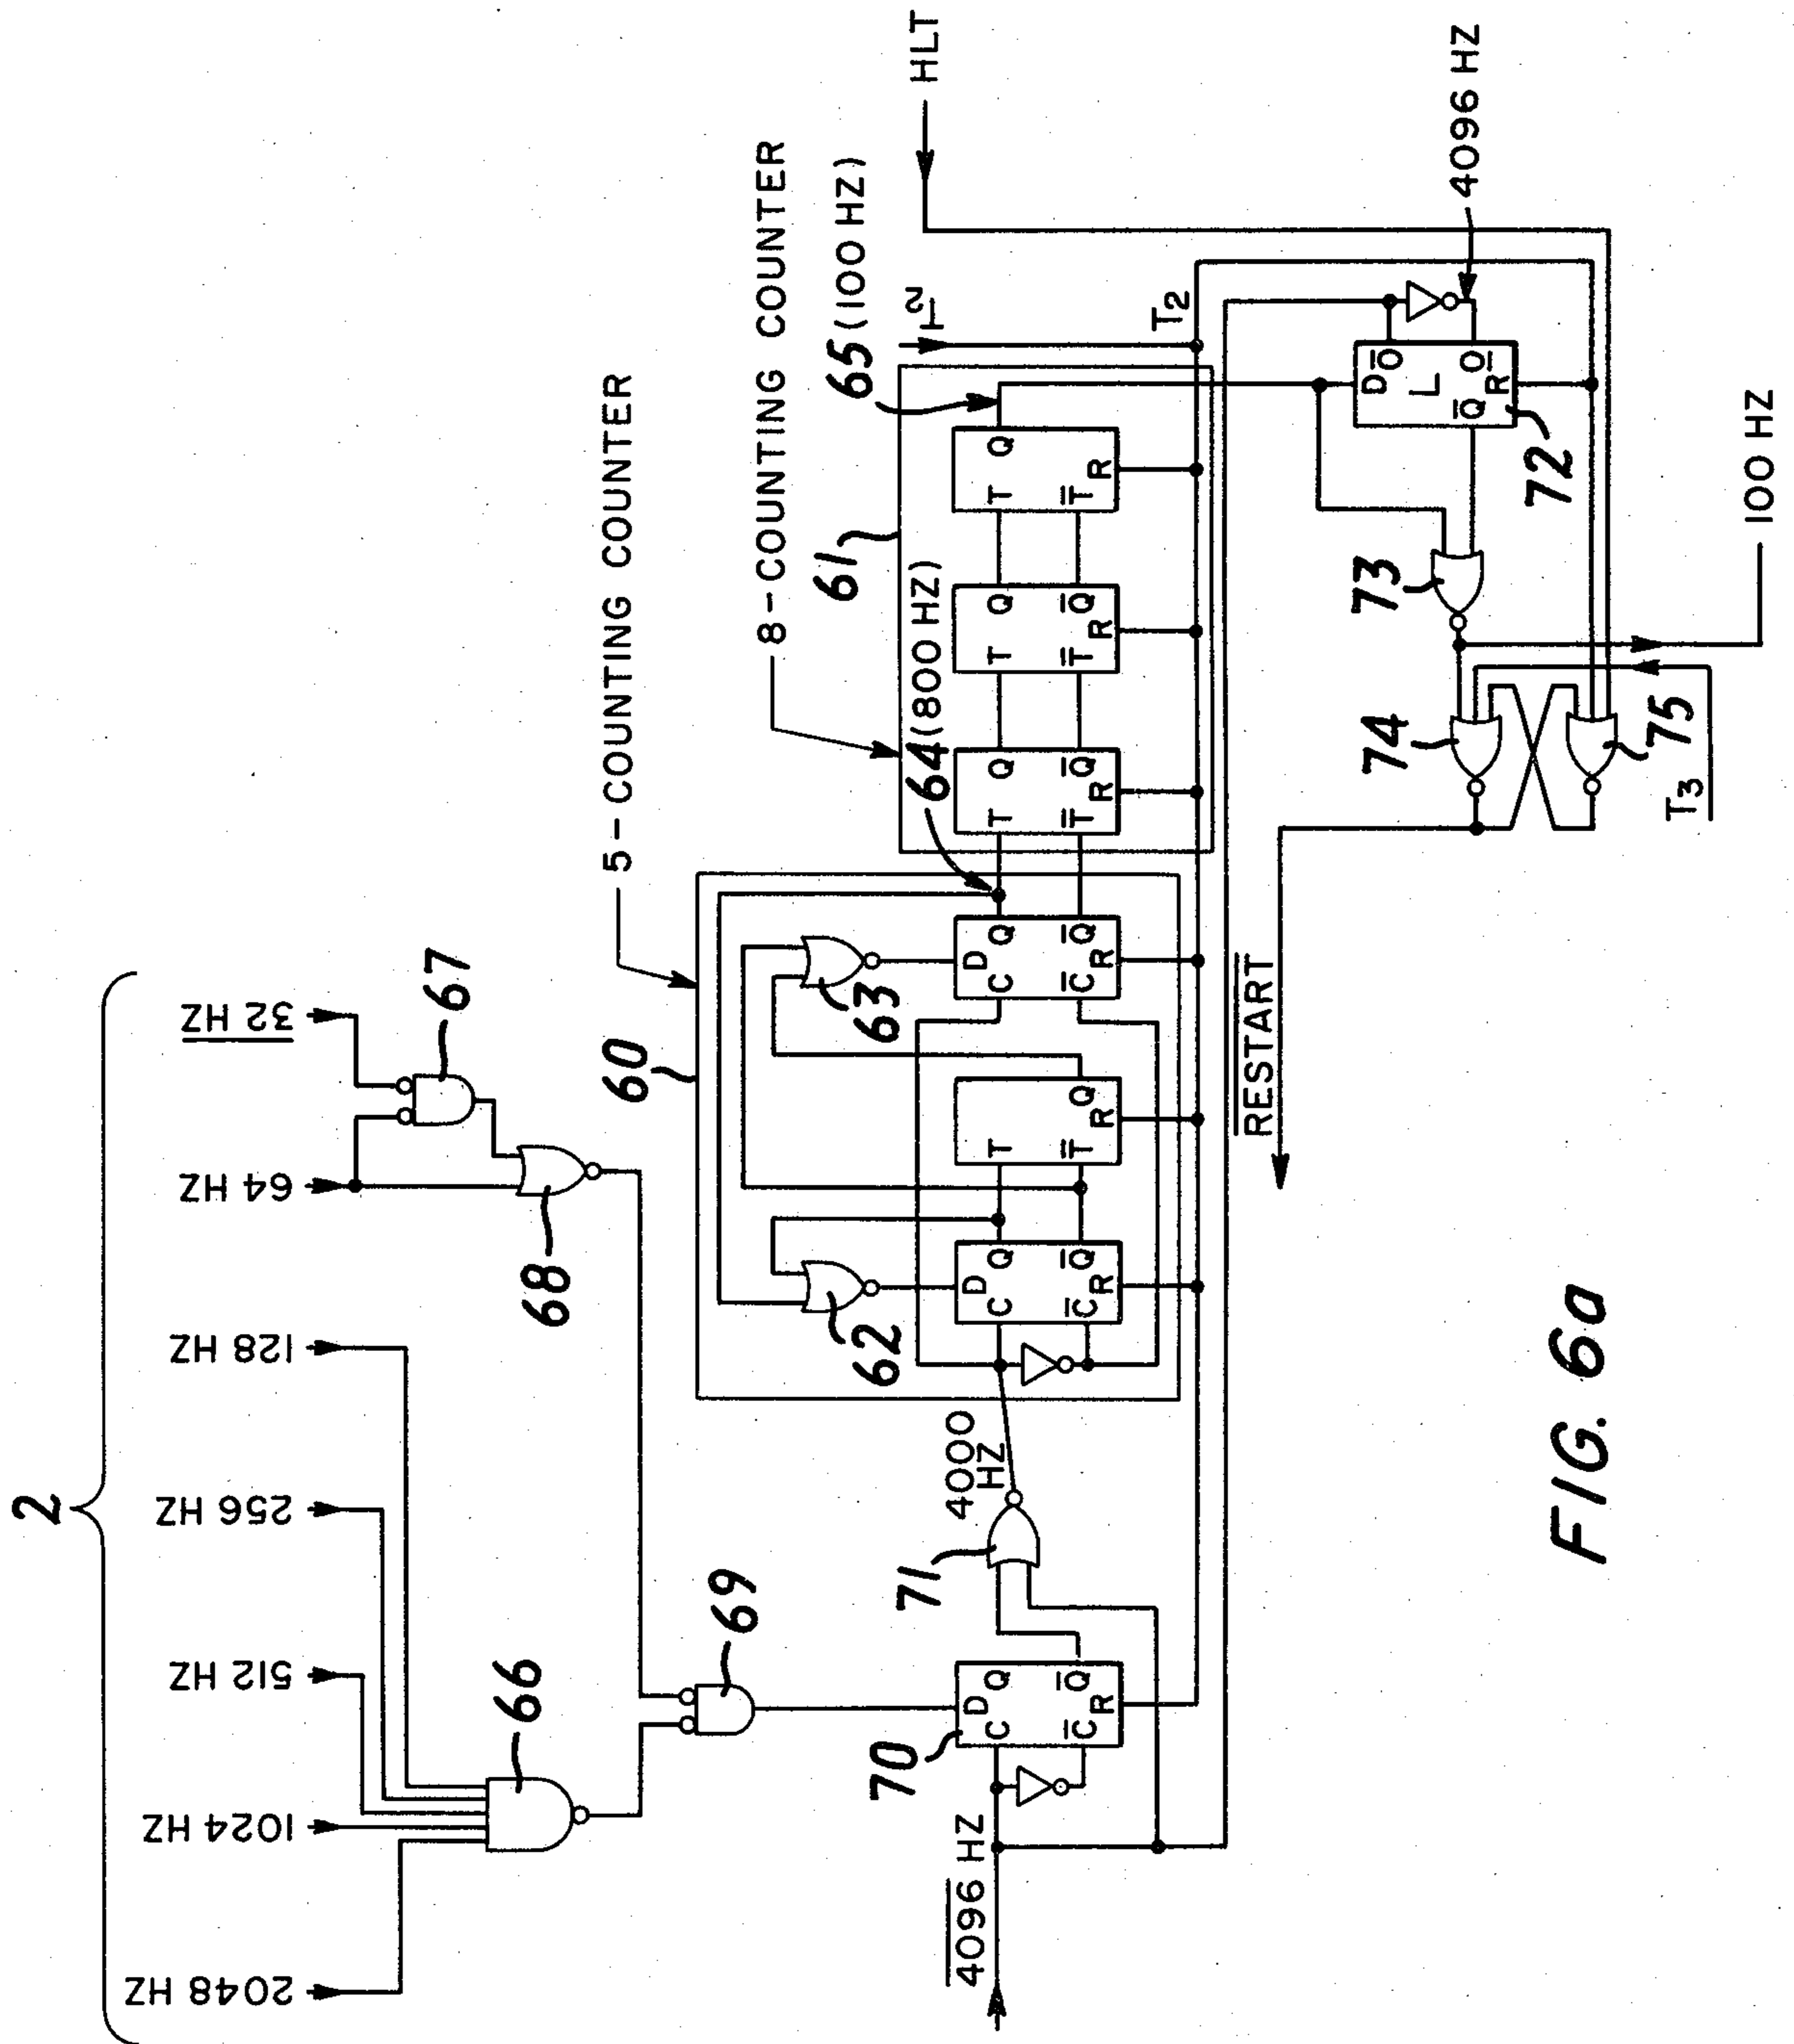 2
2048 HZ
1024 HZ
512 HZ
256 HZ
128 HZ
64 HZ
32 HZ
66
67
68
69
5-COUNTING COUNTER
8-COUNTING COUNTER
60
61
65 (100 HZ)
64 (800 HZ)
62
63
HLT
T2
T2
4096 HZ
70
D
C
Q
C
Q
R
71
4000
HZ
D
C
Q
C
Q
R
T
T
Q
R
D
C
Q
C
Q
R
T
Q
T
Q
R
T
Q
T
Q
R
T
Q
T
R
RESTART
D
O
L
Q
O
R
72
4096 HZ
73
74
75
T3
100 HZ
FIG. 6a